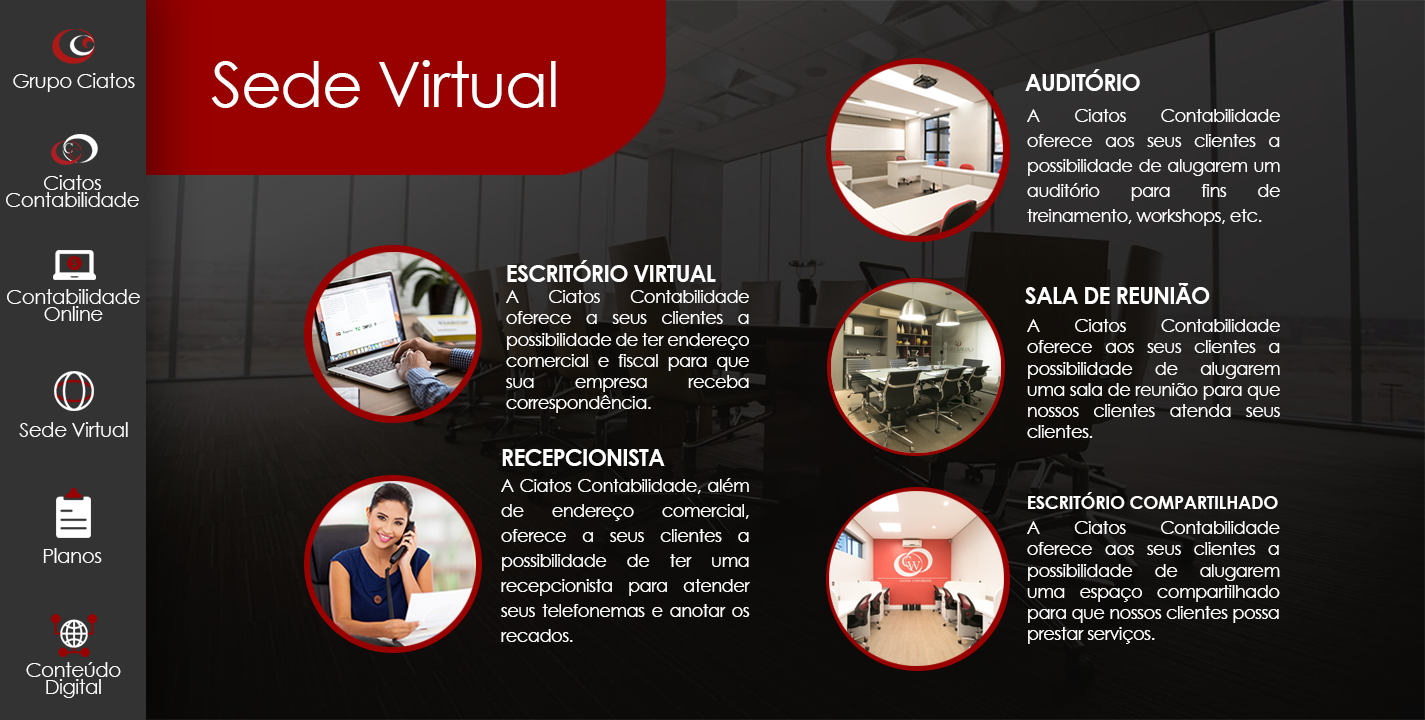 Grupo Ciatos
Ciatos
Contabilidade
Contabilidade
Online
Sede Virtual
Planos
Conteúdo
Digital
Sede Virtual
ESCRITÓRIO VIRTUAL
A Ciatos Contabilidade
oferece a seus clientes a
possibilidade de ter endereço
comercial e fiscal para que
sua empresa receba
correspondência.
RECEPCIONISTA
A Ciatos Contabilidade, além
de endereço comercial,
oferece a seus clientes a
possibilidade de ter uma
recepcionista para atender
seus telefonemas e anotar os
recados.
AUDITÓRIO
A Ciatos Contabilidade
oferece aos seus clientes a
possibilidade de alugarem um
auditório para fins de
treinamento, workshops, etc.
SALA DE REUNIÃO
A Ciatos Contabilidade
oferece aos seus clientes a
possibilidade de alugarem
uma sala de reunião para que
nossos clientes atenda seus
clientes.
ESCRITÓRIO COMPARTILHADO
A Ciatos Contabilidade
oferece aos seus clientes a
possibilidade de alugarem
uma espaço compartilhado
para que nossos clientes possa
prestar serviços.